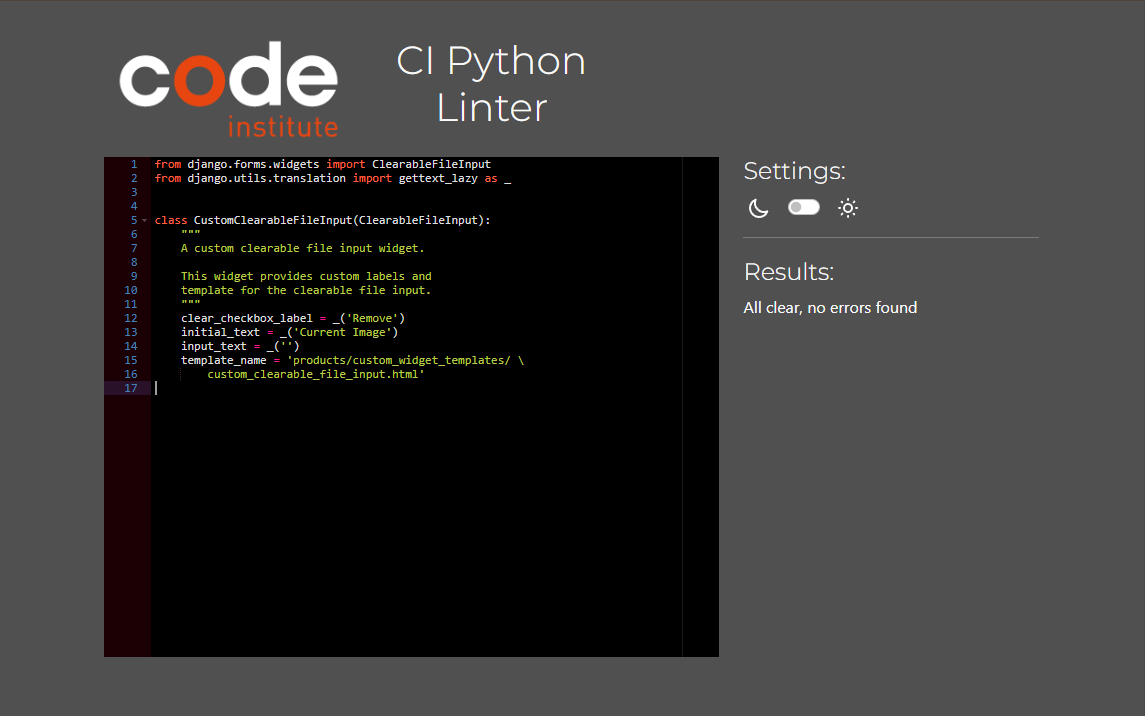 code
institute
CI Python
Linter
1 from django.forms.widgets import ClearableFileInput
2 from django.utils.translation import gettext_lazy as _
3
4
5 class CustomClearableFileInput(ClearableFileInput):
6     """
7     A custom clearable file input widget.
8
9     This widget provides custom labels and
10     template for the clearable file input.
11     """
12     clear_checkbox_label = _('Remove')
13     initial_text = _('Current Image')
14     input_text = _('')
15     template_name = 'products/custom_widget_templates/ \
16         custom_clearable_file_input.html'
17
Settings:
Results:
All clear, no errors found